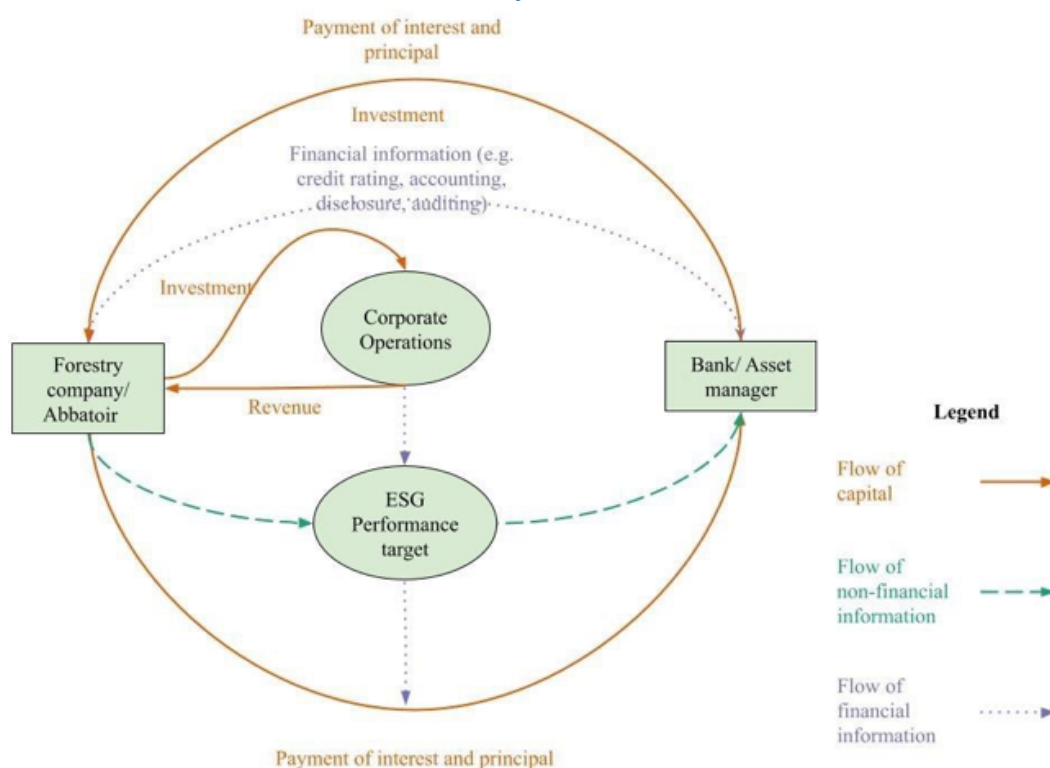 Payment of interest and
principal
Investment
Financial information (e.g.
credit rating, accounting,
disclosure, auditing)
Investment
Corporate
Operations
Forestry
company/
Abbatoir
Bank/ Asset
manager
Revenue
Legend
Flow of
capital
ESG
Performance
target
Flow of
non-financial
information
Flow of
financial
information
Payment of interest and principal